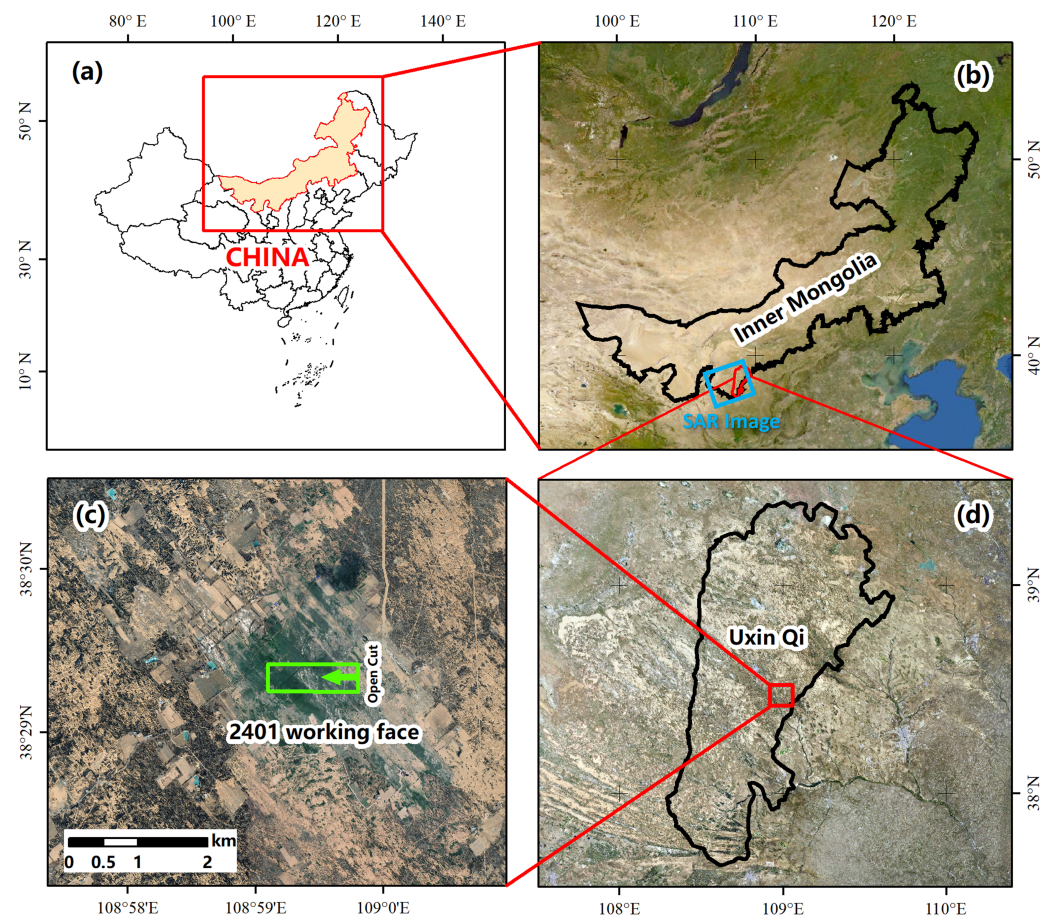 80° E
100° E
120° E
140° E
100° E
110° E
120° E
(a)
50° N
30° N
10° N
CHINA
(b)
50° N
40° N
Inner Mongolia
SAR Image
(c)
38°30'N
38°29'N
Open Cut
2401 working face
km
0 0.5 1 2
108°58'E
108°59'E
109°0'E
(d)
39°N
38°N
Uxin Qi
108°E
109°E
110°E